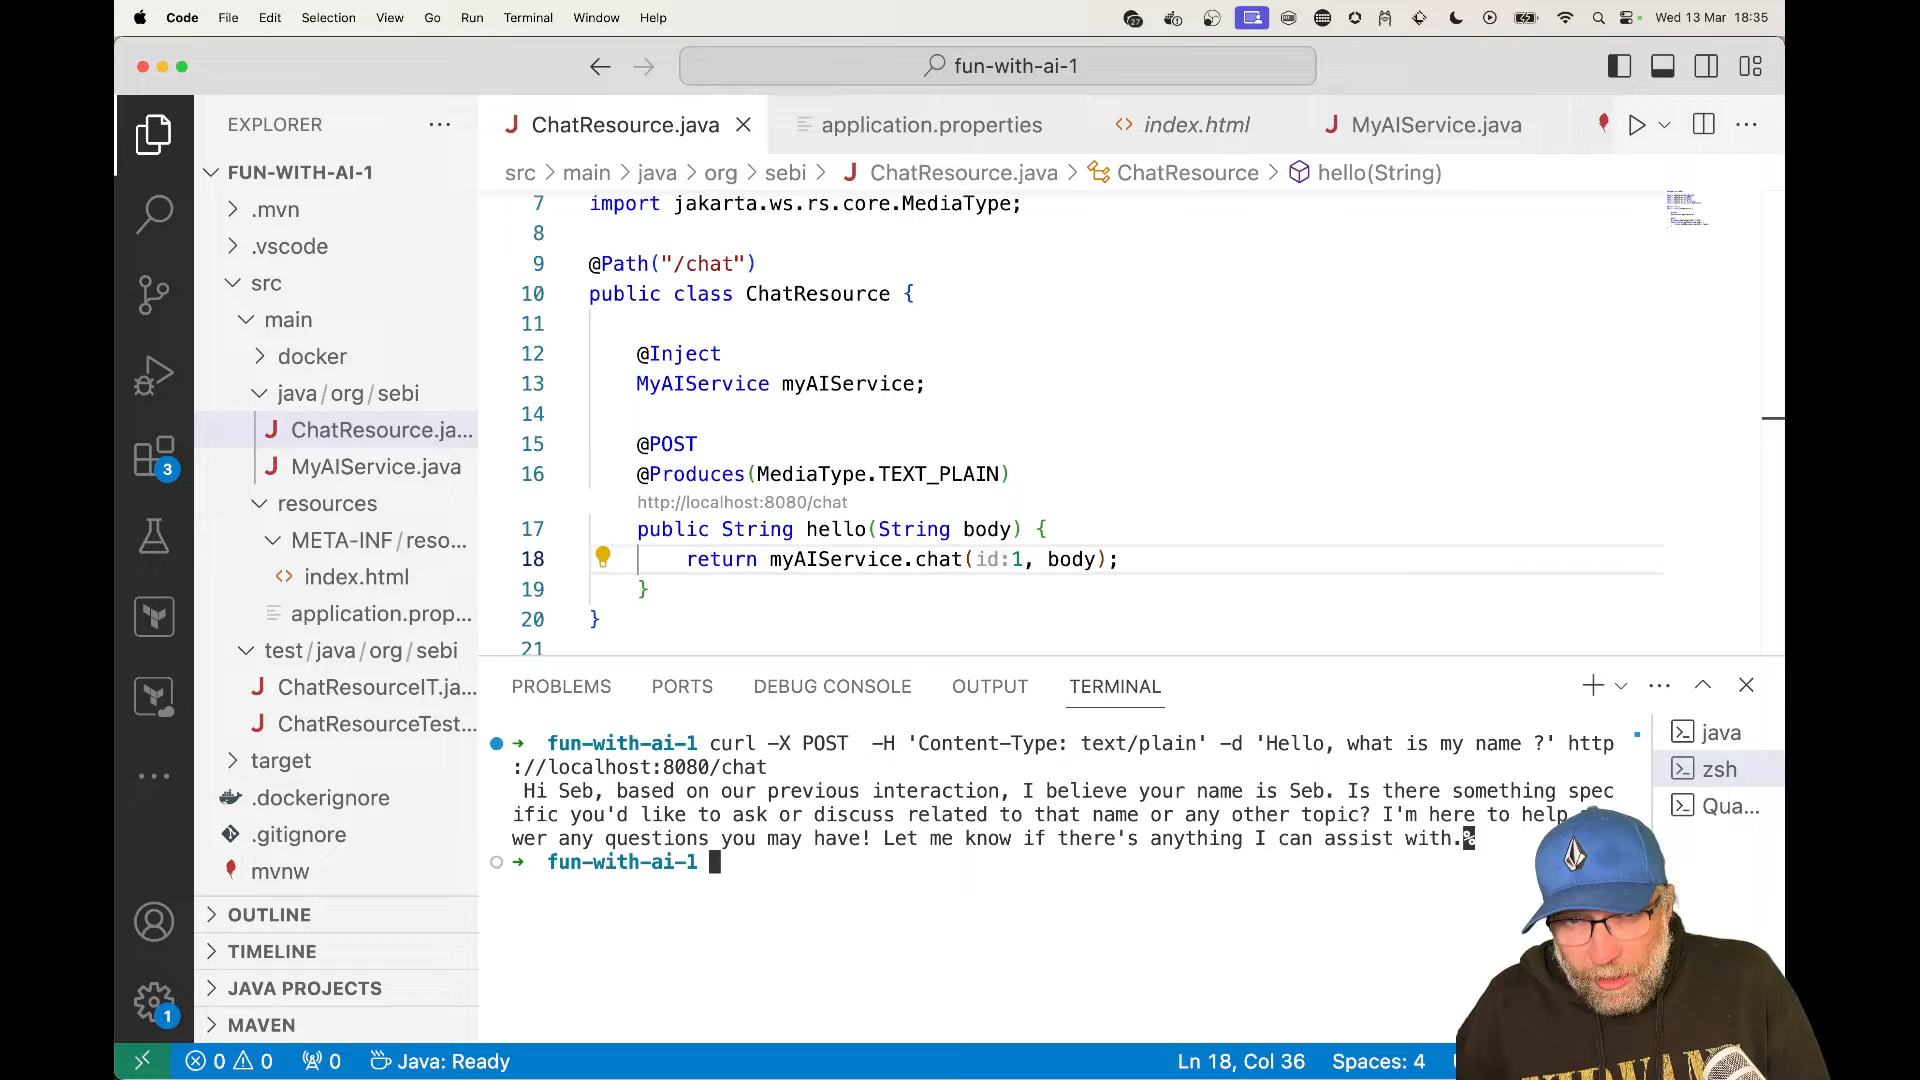 Code File Edit Selection View Go Run Terminal Window Help
27
Wed 13 Mar 18:35
fun-with-ai-1
EXPLORER
ChatResource.java
application.properties
index.html
MyAIService.java
FUN-WITH-AI-1
src > main > java > org > sebi > ChatResource.java > ChatResource > hello(String)
.mvn
.vscode
src
main
docker
java/org/sebi
ChatResource.ja...
MyAIService.java
resources
META-INF/reso...
index.html
application.prop...
test/java/org/sebi
ChatResourceIT.ja...
ChatResourceTest...
target
.dockerignore
.gitignore
mvnw
OUTLINE
TIMELINE
JAVA PROJECTS
MAVEN
3
1
7 import jakarta.ws.rs.core.MediaType;
8
9 @Path("/chat")
10 public class ChatResource {
11
12 @Inject
13 MyAIService myAIService;
14
15 @POST
16 @Produces(MediaType.TEXT_PLAIN)
http://localhost:8080/chat
17 public String hello(String body) {
18 return myAIService.chat(id:1, body);
19 }
20 }
21
PROBLEMS PORTS DEBUG CONSOLE OUTPUT TERMINAL
➜ fun-with-ai-1 curl -X POST -H 'Content-Type: text/plain' -d 'Hello, what is my name ?' http
://localhost:8080/chat
Hi Seb, based on our previous interaction, I believe your name is Seb. Is there something spec
ific you'd like to ask or discuss related to that name or any other topic? I'm here to help
wer any questions you may have! Let me know if there's anything I can assist with.%
➜ fun-with-ai-1
java
zsh
Qua...
0 0 0 Java: Ready
Ln 18, Col 36 Spaces: 4